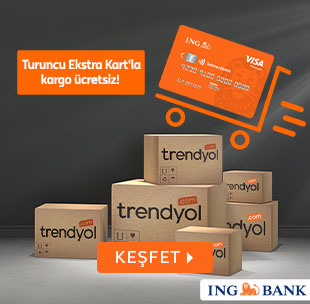 Turuncu Ekstra Kart'la
kargo ücretsiz!
ING
VISA
trendyol
.com
trendyol
.com
trendyol
.com
trendyol
.com
trendyol
.com
KEŞFET
ING BANK